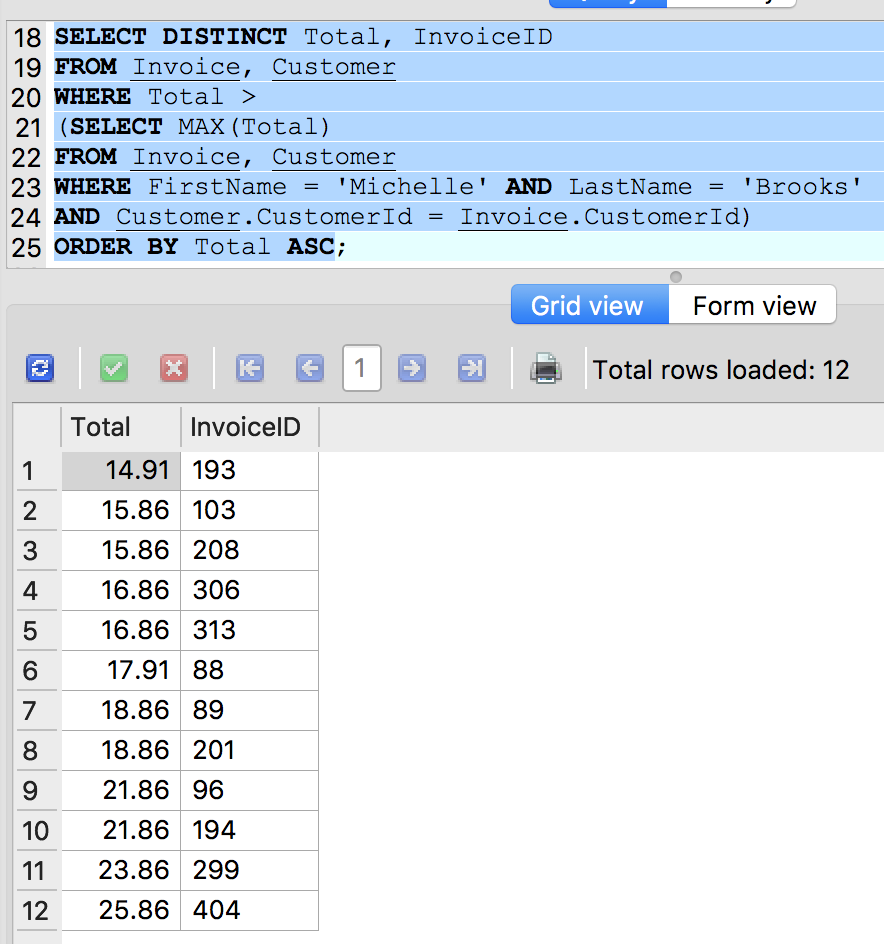 18 SELECT DISTINCT Total, InvoiceID
19 FROM Invoice, Customer
20 WHERE Total >
21 (SELECT MAX(Total)
22 FROM Invoice, Customer
23 WHERE FirstName = 'Michelle' AND LastName = 'Brooks'
24 AND Customer.CustomerId = Invoice.CustomerId)
25 ORDER BY Total ASC;
Grid view Form view
1 Total rows loaded: 12
Total InvoiceID
1 14.91 193
2 15.86 103
3 15.86 208
4 16.86 306
5 16.86 313
6 17.91 88
7 18.86 89
8 18.86 201
9 21.86 96
10 21.86 194
11 23.86 299
12 25.86 404